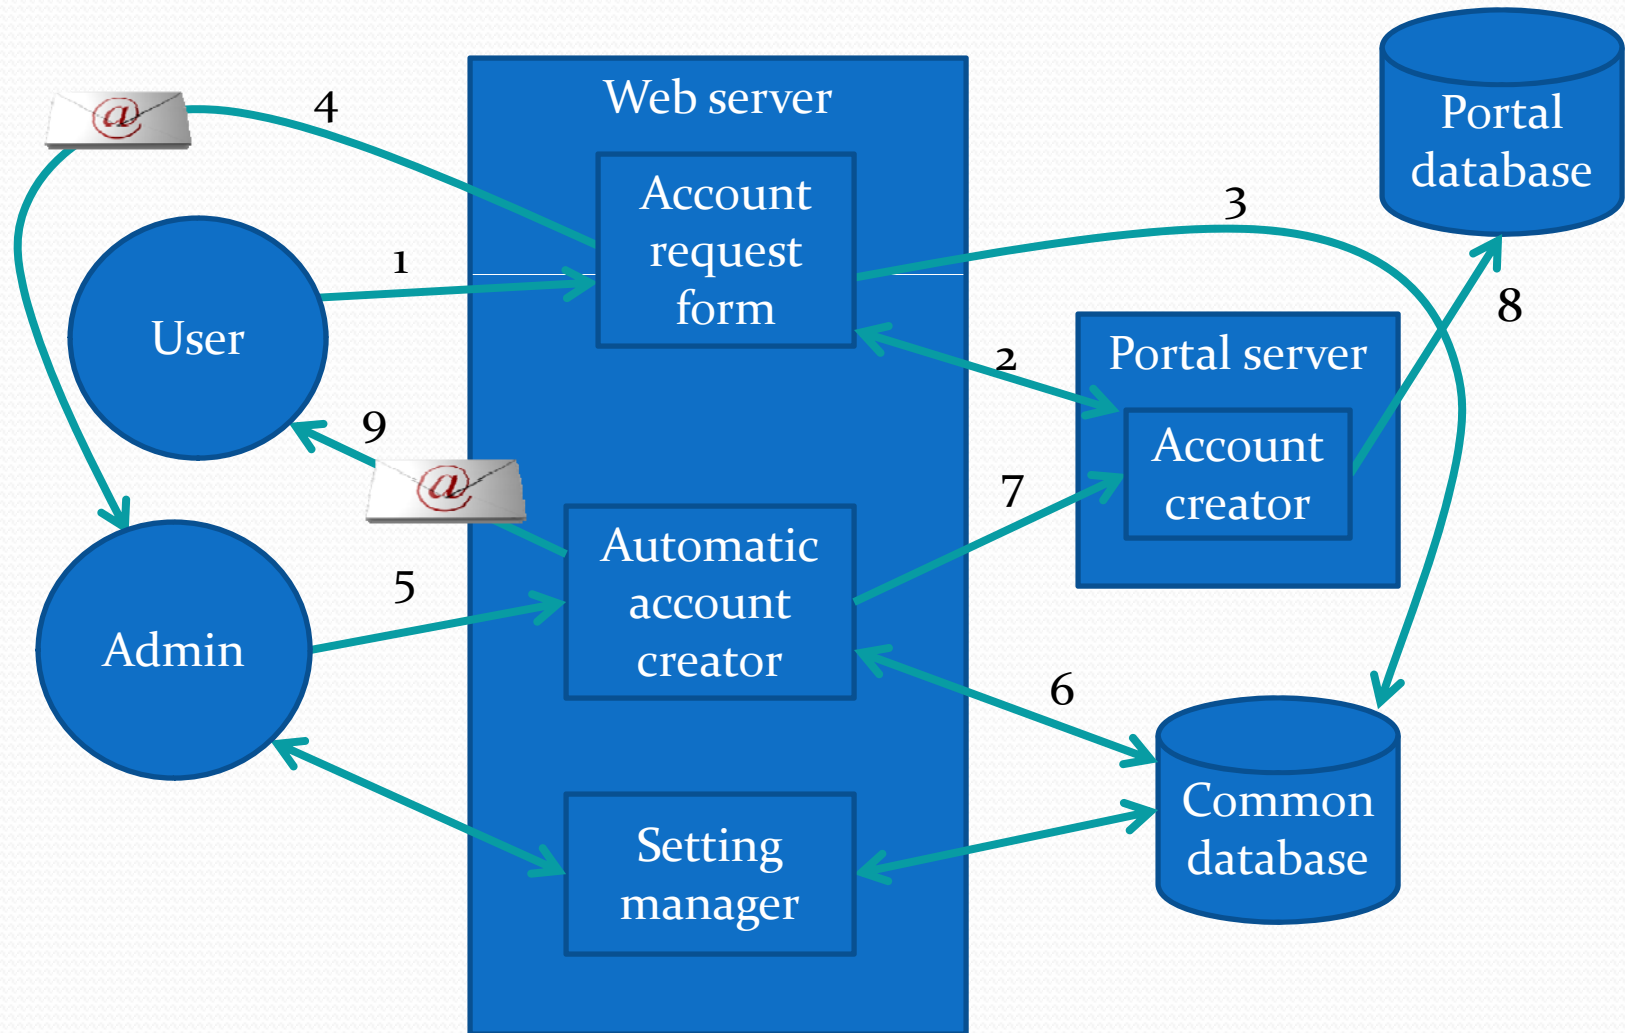 4
@
Web server
Portal
database
Account
request
form
3
1
User
8
Portal server
2
Account
creator
9
@
7
Automatic
account
creator
5
Admin
6
Common
database
Setting
manager